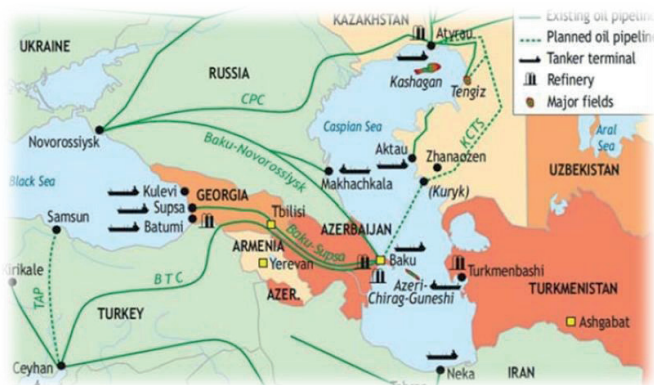 KAZAKHSTAN
Existing oil pipeline
Planned oil pipeline
Tanker terminal
Refinery
Major fields
UKRAINE
Atyrau
RUSSIA
Kashagan
Tengiz
CPC
Novorossiysk
Caspian Sea
KCTS
Aral
Sea
Baku-Novorossiysk
Aktau
Zhanaozen
UZBEKISTAN
Black Sea
Makhachkala
(Kuryk)
Kulevi
GEORGIA
Samsun
Supsa
Tbilisi
Batumi
AZERBAIJAN
Baku-Supsa
ARMENIA
Yerevan
Baku
Kirikale
BTC
TAP
AZER.
Azeri-
Chirag-Guneshi
Turkmenbashi
TURKMENISTAN
TURKEY
Ashgabat
Ceyhan
Neka
IRAN